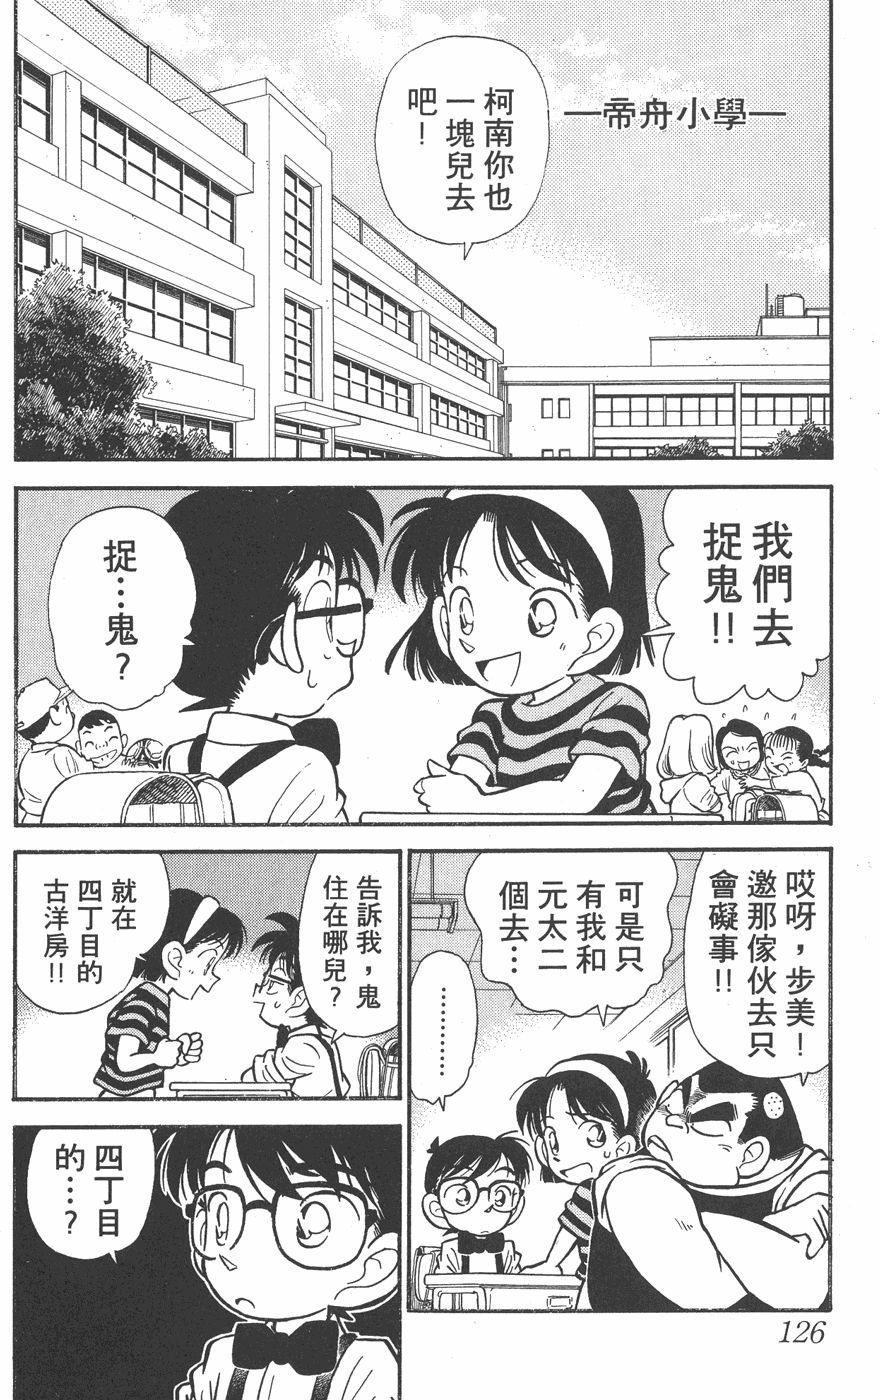 —帝舟小學—
柯南你也
一塊兒去
吧！
我們去
捉鬼!!
捉…鬼？
哎呀，步美！
邀那傢伙去只
會礙事!!
可是只
有我和
元太二
個去…
………
告訴我，鬼
住在哪兒？
就在
四丁目的
古洋房!!
四丁目
的…？
126